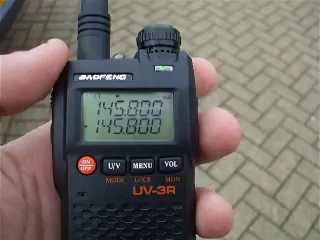 BAOFENG
145.800
145.800
ON/OFF U/V MENU VOL
MODE LOCK MON
UV-3R